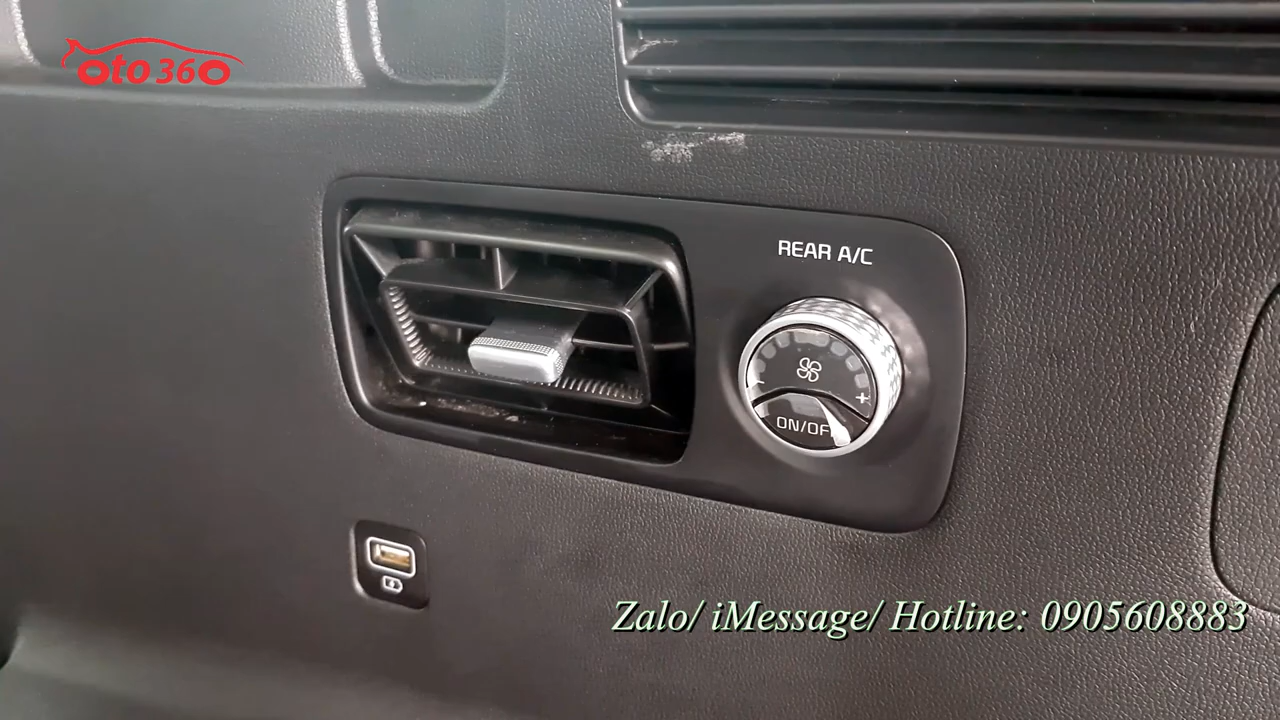 oto360
REAR A/C
- +
ON/OFF
Zalo/ iMessage/ Hotline: 0905608883